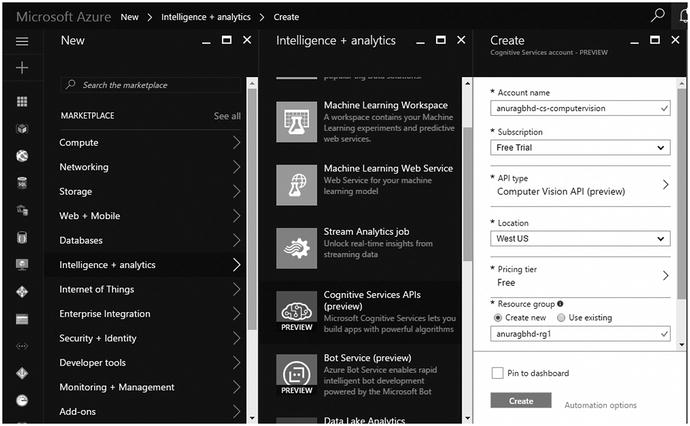 Microsoft Azure New > Intelligence + analytics > Create
New
Search the marketplace
MARKETPLACE See all
Compute
Networking
Storage
Web + Mobile
Databases
Intelligence + analytics
Internet of Things
Enterprise Integration
Security + Identity
Developer tools
Monitoring + Management
Add-ons
Intelligence + analytics
popular Big Data solutions.
Machine Learning Workspace
A workspace contains your Machine
Learning experiments and predictive
web services.
Machine Learning Web Service
Web Service for your machine
learning model
Stream Analytics job
Unlock real-time insights from
streaming data
PREVIEW
Cognitive Services APIs
(preview)
Microsoft Cognitive Services lets you
build apps with powerful algorithms
PREVIEW
Bot Service (preview)
Azure Bot Service enables rapid
intelligent bot development
powered by the Microsoft Bot
Data Lake Analytics
Create
Cognitive Services account - PREVIEW
* Account name
anuragbhd-cs-computervision
* Subscription
Free Trial
* API type
Computer Vision API (preview)
* Location
West US
* Pricing tier
Free
* Resource group
Create new Use existing
anuragbhd-rg1
Pin to dashboard
Create Automation options